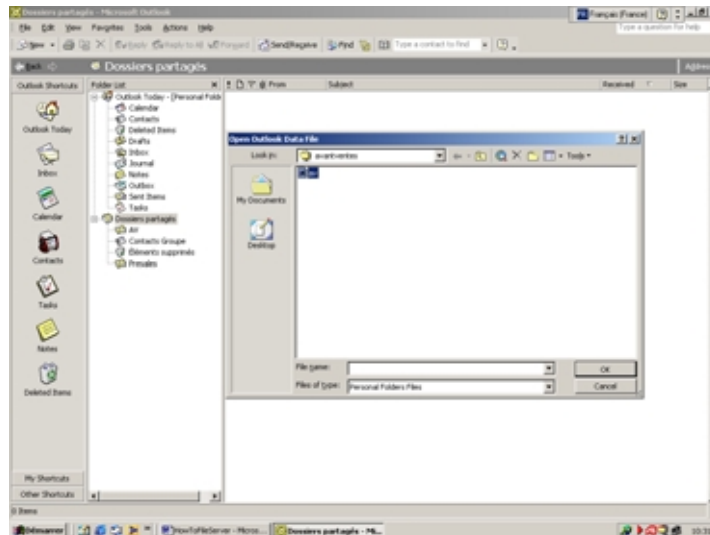 Dossiers partagés - Microsoft Outlook
Français (France)
File Edit View Favorites Tools Actions Help
Type a question for help
New Reply Reply to All Forward Send/Receive Find Type a contact to find
Back Dossiers partagés
Outlook Shortcuts
Folder List
From Subject Received Size
Outlook Today - [Personal Folde
Calendar
Contacts
Deleted Items
Drafts
Inbox
Journal
Notes
Outbox
Sent Items
Tasks
Dossiers partagés
Contacts Groupe
Éléments supprimés
Presales
Outlook Today
Inbox
Calendar
Contacts
Tasks
Notes
Deleted Items
My Shortcuts
Other Shortcuts
Open Outlook Data File
Look in: avantventes Tools
My Documents
Desktop
File name: OK
Files of type: Personal Folders Files Cancel
0 Items
Démarrer HowToFileServer - Micros... Dossiers partagés - Mi...